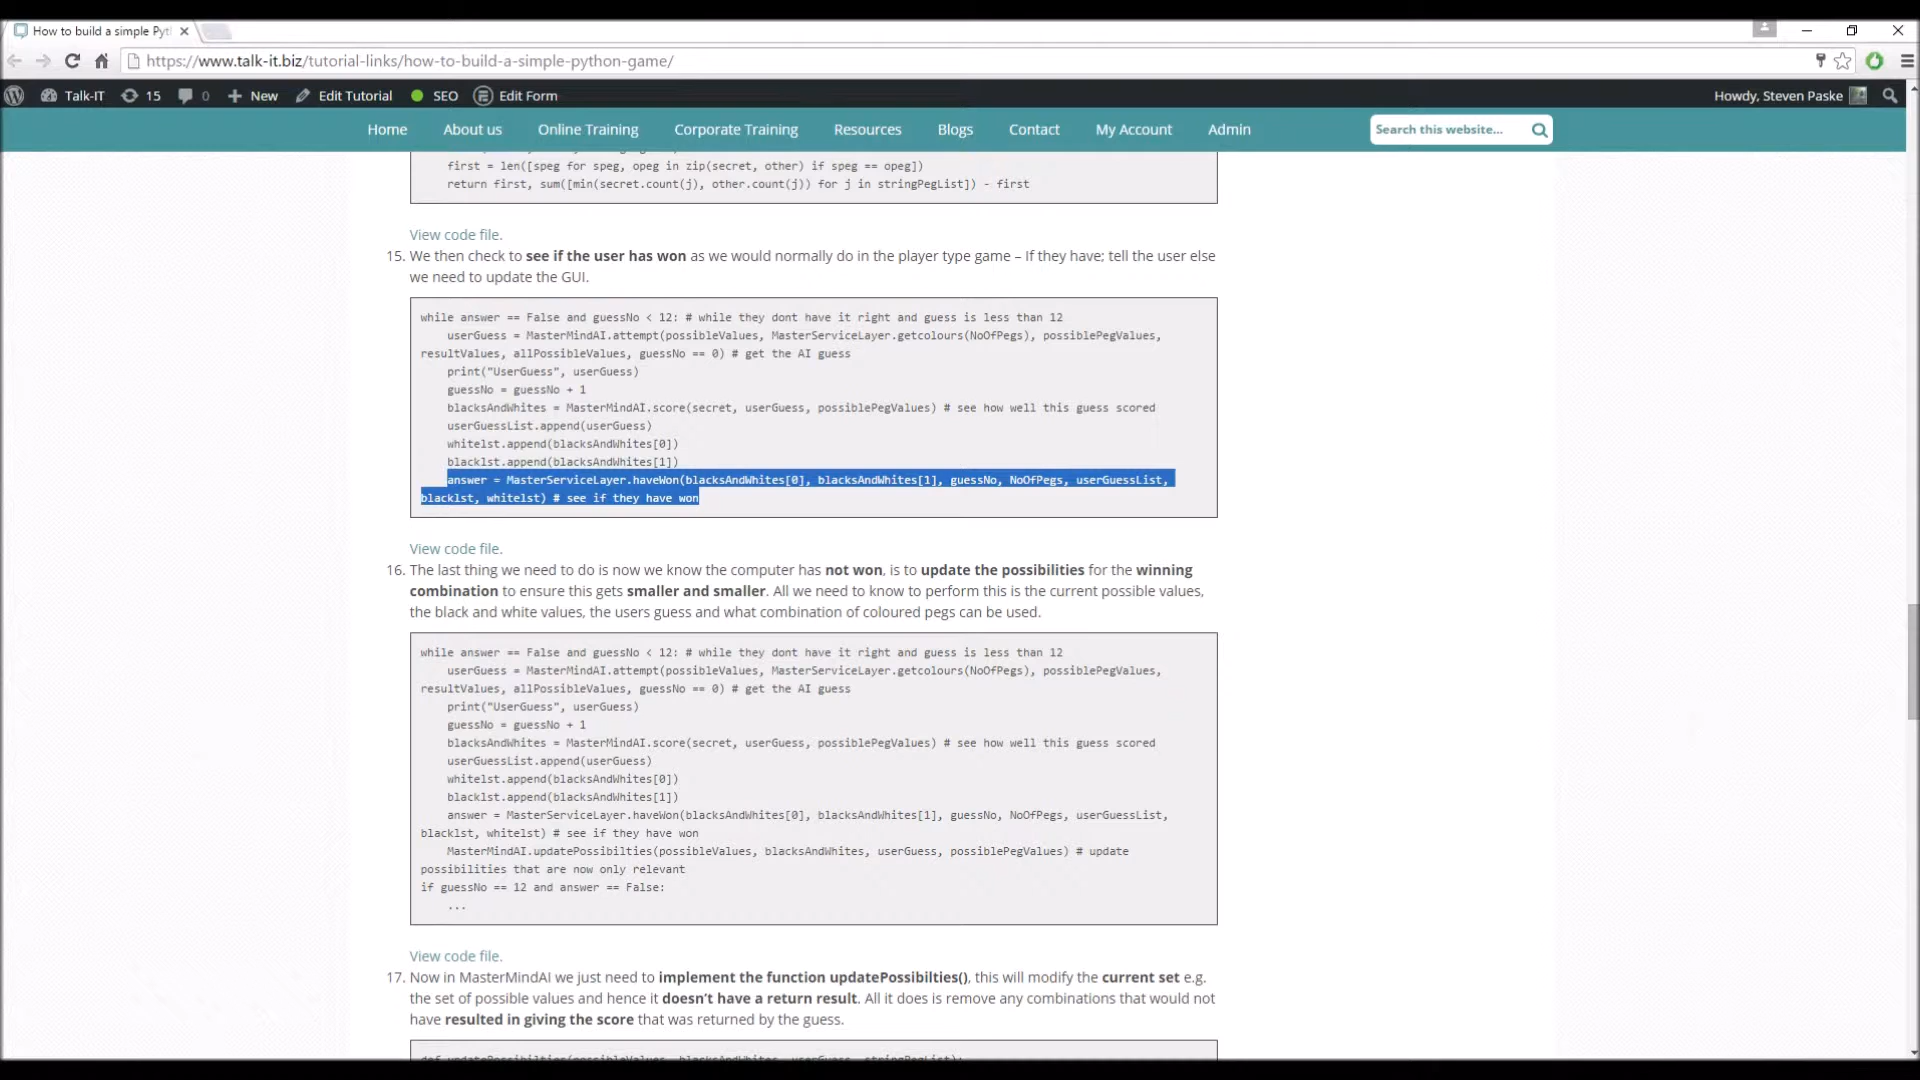 How to build a simple Pyt
https://www.talk-it.biz/tutorial-links/how-to-build-a-simple-python-game/
Talk-IT 15 0 New Edit Tutorial SEO Edit Form Howdy, Steven Paske
Home About us Online Training Corporate Training Resources Blogs Contact My Account Admin Search this website...
first = len([speg for speg, opeg in zip(secret, other) if speg == opeg])
return first, sum([min(secret.count(j), other.count(j)) for j in stringPegList]) - first
View code file.
15. We then check to see if the user has won as we would normally do in the player type game – If they have; tell the user else
we need to update the GUI.
while answer == False and guessNo < 12: # while they dont have it right and guess is less than 12
userGuess = MasterMindAI.attempt(possibleValues, MasterServiceLayer.getcolours(NoOfPegs), possiblePegValues,
resultValues, allPossibleValues, guessNo == 0) # get the AI guess
print("UserGuess", userGuess)
guessNo = guessNo + 1
blacksAndWhites = MasterMindAI.score(secret, userGuess, possiblePegValues) # see how well this guess scored
userGuessList.append(userGuess)
whitelst.append(blacksAndWhites[0])
blacklst.append(blacksAndWhites[1])
answer = MasterServiceLayer.haveWon(blacksAndWhites[0], blacksAndWhites[1], guessNo, NoOfPegs, userGuessList,
blacklst, whitelst) # see if they have won
View code file.
16. The last thing we need to do is now we know the computer has not won, is to update the possibilities for the winning
combination to ensure this gets smaller and smaller. All we need to know to perform this is the current possible values,
the black and white values, the users guess and what combination of coloured pegs can be used.
while answer == False and guessNo < 12: # while they dont have it right and guess is less than 12
userGuess = MasterMindAI.attempt(possibleValues, MasterServiceLayer.getcolours(NoOfPegs), possiblePegValues,
resultValues, allPossibleValues, guessNo == 0) # get the AI guess
print("UserGuess", userGuess)
guessNo = guessNo + 1
blacksAndWhites = MasterMindAI.score(secret, userGuess, possiblePegValues) # see how well this guess scored
userGuessList.append(userGuess)
whitelst.append(blacksAndWhites[0])
blacklst.append(blacksAndWhites[1])
answer = MasterServiceLayer.haveWon(blacksAndWhites[0], blacksAndWhites[1], guessNo, NoOfPegs, userGuessList,
blacklst, whitelst) # see if they have won
MasterMindAI.updatePossibilties(possibleValues, blacksAndWhites, userGuess, possiblePegValues) # update
possibilities that are now only relevant
if guessNo == 12 and answer == False:
...
View code file.
17. Now in MasterMindAI we just need to implement the function updatePossibilties(), this will modify the current set e.g.
the set of possible values and hence it doesn't have a return result. All it does is remove any combinations that would not
have resulted in giving the score that was returned by the guess.
def updatePossibilties(possibleValues, blacksAndWhites, userGuess, stringPegList):